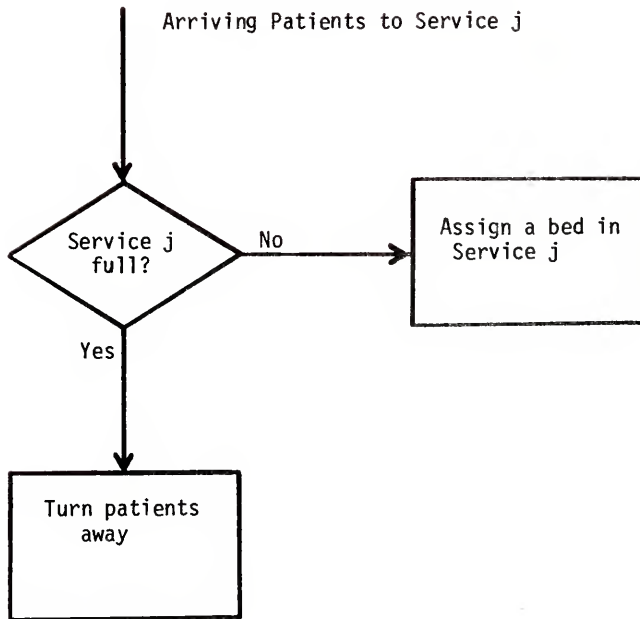 Arriving Patients to Service j
Service j
full?
No
Assign a bed in
Service j
Yes
Turn patients
away